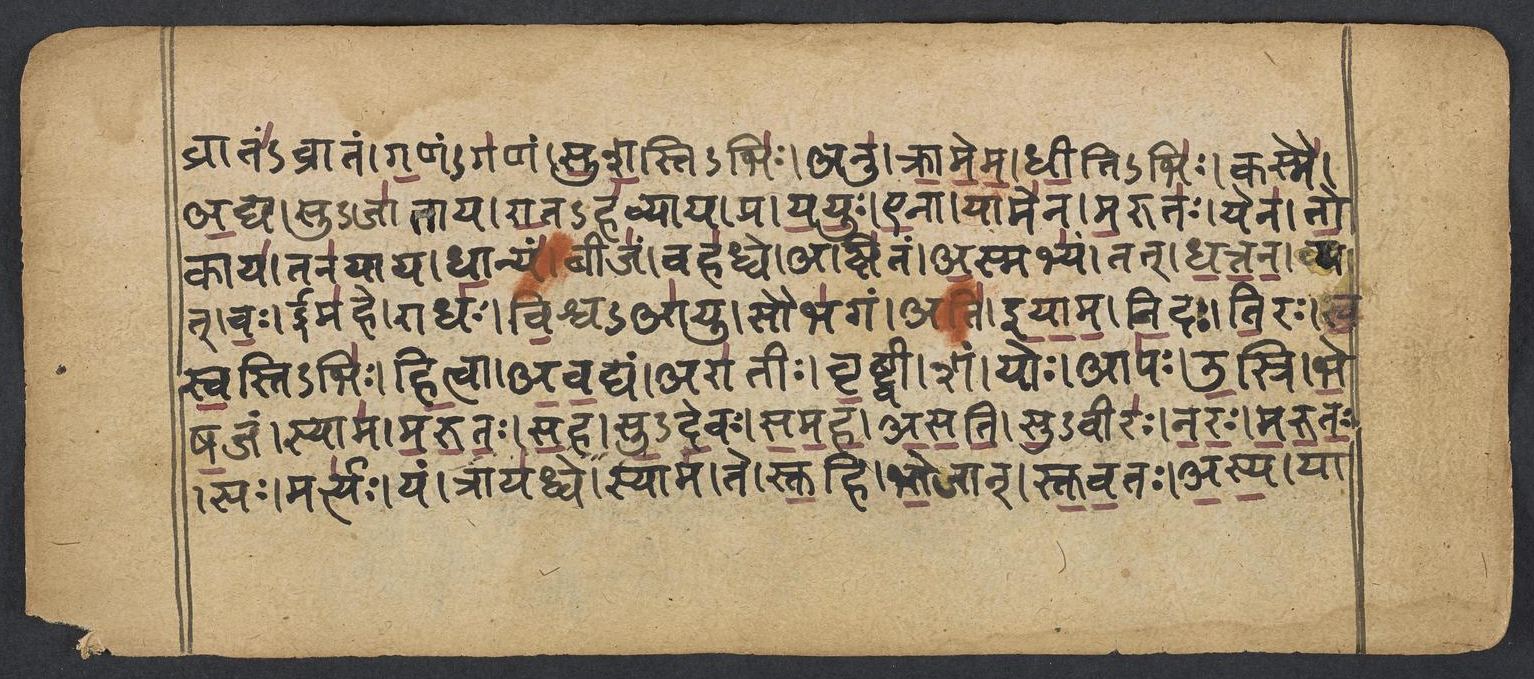 व्रातंऽव्रातं।गणंऽगणं।सुशस्तिऽभिः।अनु।क्रामेम।धीतिऽभिः।कस्मै।
अद्य।सुऽजाताय।रातऽहव्याय।प्र।ययुः।एना।यामेन।मरुतः।येन।तो
काय।तनयाय।धान्यं।बीजं।वहध्वे।अक्षितं।अस्मभ्यं।तत्।धत्तन।य
त्।वः।ईमहे।राधः।विश्वऽआयु।सौभगं।अति।इयाम।निदः।तिरः।
स्वस्तिऽभिः।हित्वा।अवद्यं।अरातीः।वृष्ट्वी।शं।योः।आपः।उस्त्रि।भे
षजं।स्याम।मरुतः।सह।सुऽदेवः।समह।असति।सुऽवीरः।नरः।मरुतः
।सः।मर्त्यः।यं।त्रायध्वे।स्याम।ते।स्तुहि।भोजान्।स्तुवतः।अस्य।या